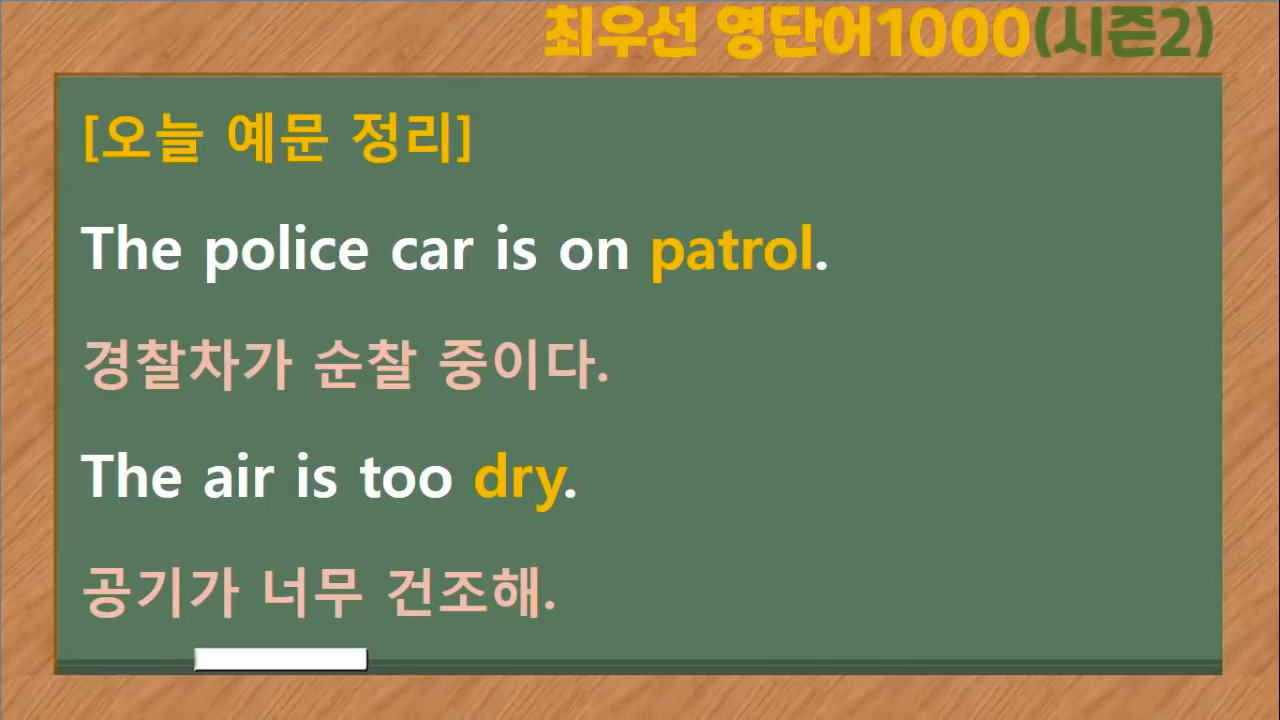 최우선 영단어1000(시즌2)
[오늘 예문 정리]
The police car is on patrol.
경찰차가 순찰 중이다.
The air is too dry.
공기가 너무 건조해.